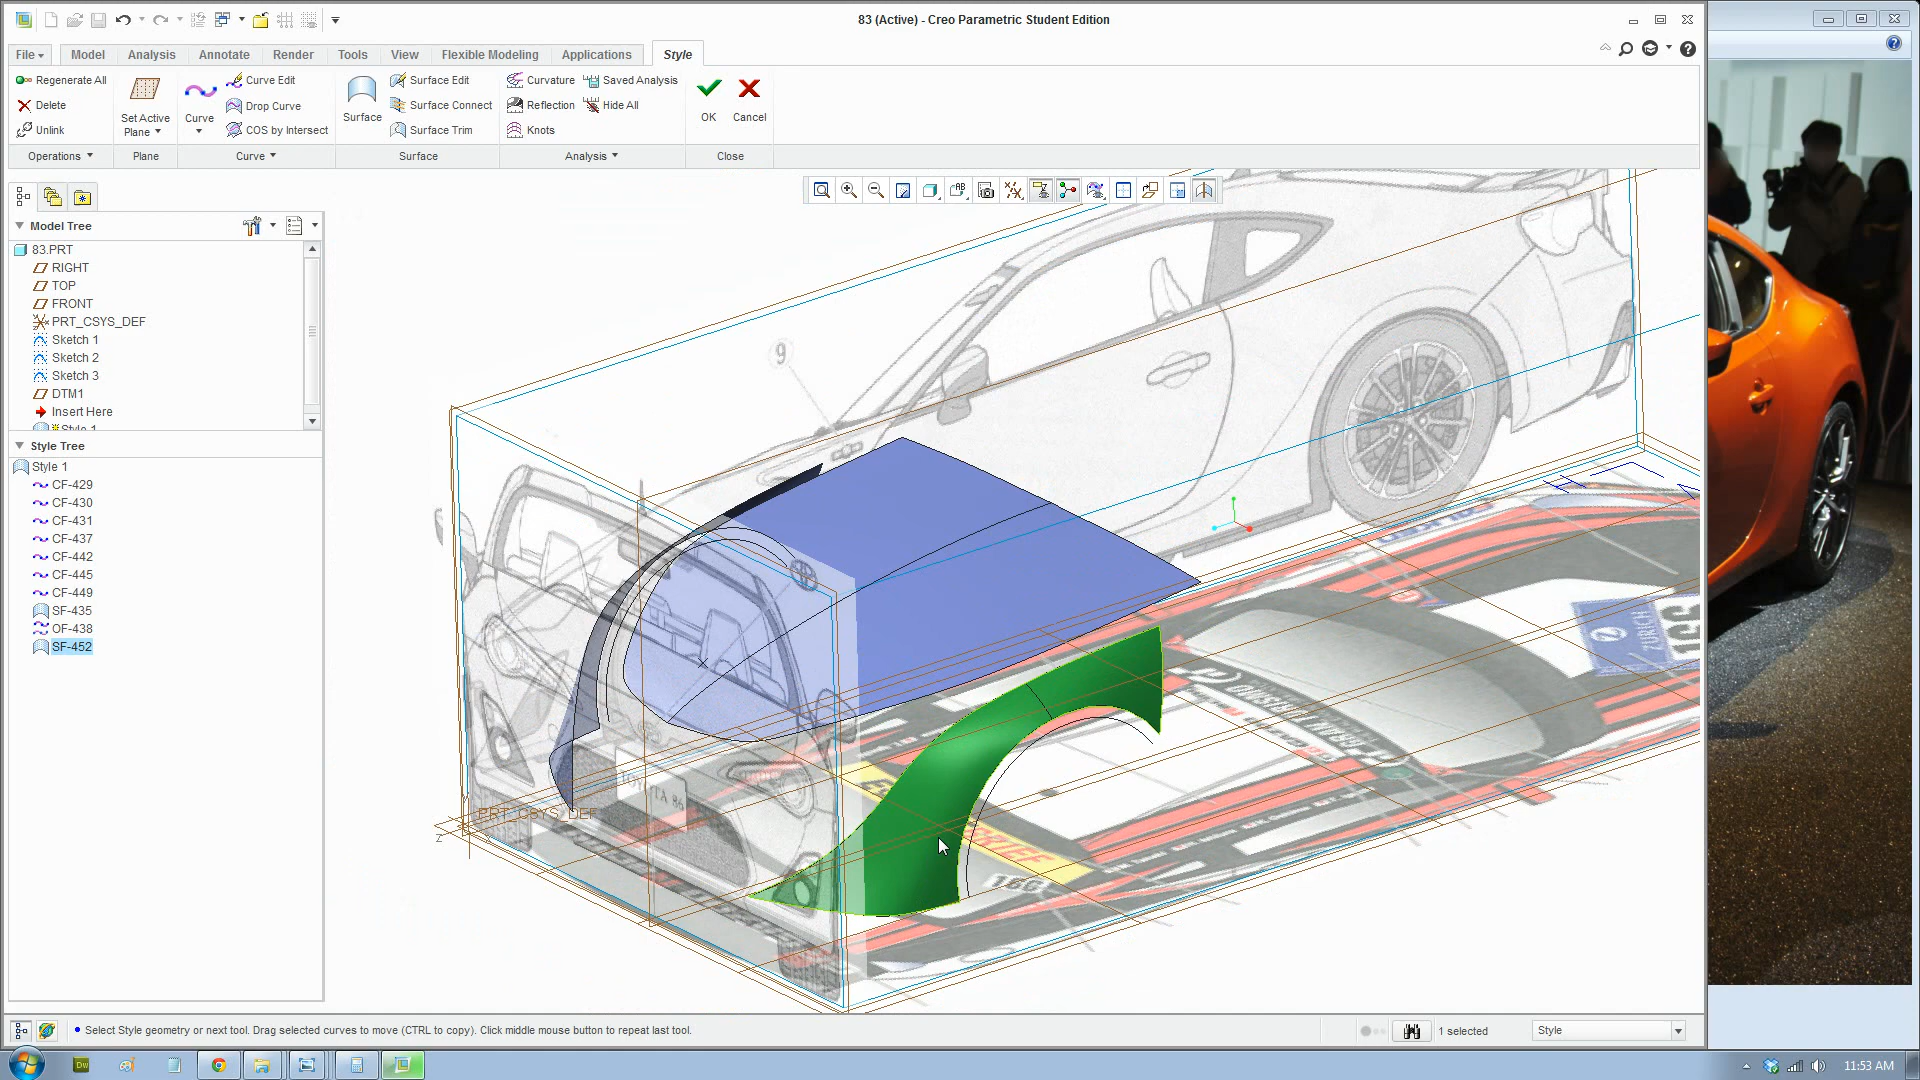 83 (Active) - Creo Parametric Student Edition
File
Model
Analysis
Annotate
Render
Tools
View
Flexible Modeling
Applications
Style
Regenerate All
Delete
Unlink
Operations
Set Active
Plane
Plane
Curve
Curve Edit
Drop Curve
COS by Intersect
Curve
Surface
Surface Edit
Surface Connect
Surface Trim
Surface
Curvature
Reflection
Knots
Saved Analysis
Hide All
Analysis
OK
Cancel
Close
Model Tree
83.PRT
RIGHT
TOP
FRONT
PRT_CSYS_DEF
Sketch 1
Sketch 2
Sketch 3
DTM1
Insert Here
Style 1
Style Tree
Style 1
CF-429
CF-430
CF-431
CF-437
CF-442
CF-445
CF-449
SF-435
OF-438
SF-452
9
TOYOTA 86
PRT_CSYS_DEF
Z
166
ZURICH
Select Style geometry or next tool. Drag selected curves to move (CTRL to copy). Click middle mouse button to repeat last tool.
1 selected
Style
Dw
11:53 AM